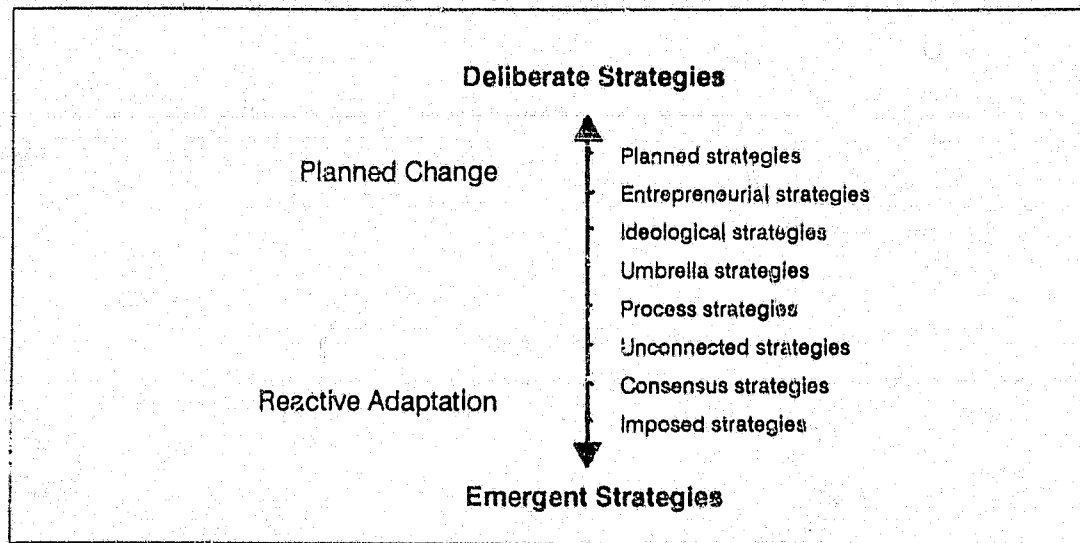 Deliberate Strategies
Planned Change
Planned strategies
Entrepreneurial strategies
Ideological strategies
Umbrella strategies
Process strategies
Unconnected strategies
Consensus strategies
Reactive Adaptation
Imposed strategies
Emergent Strategies